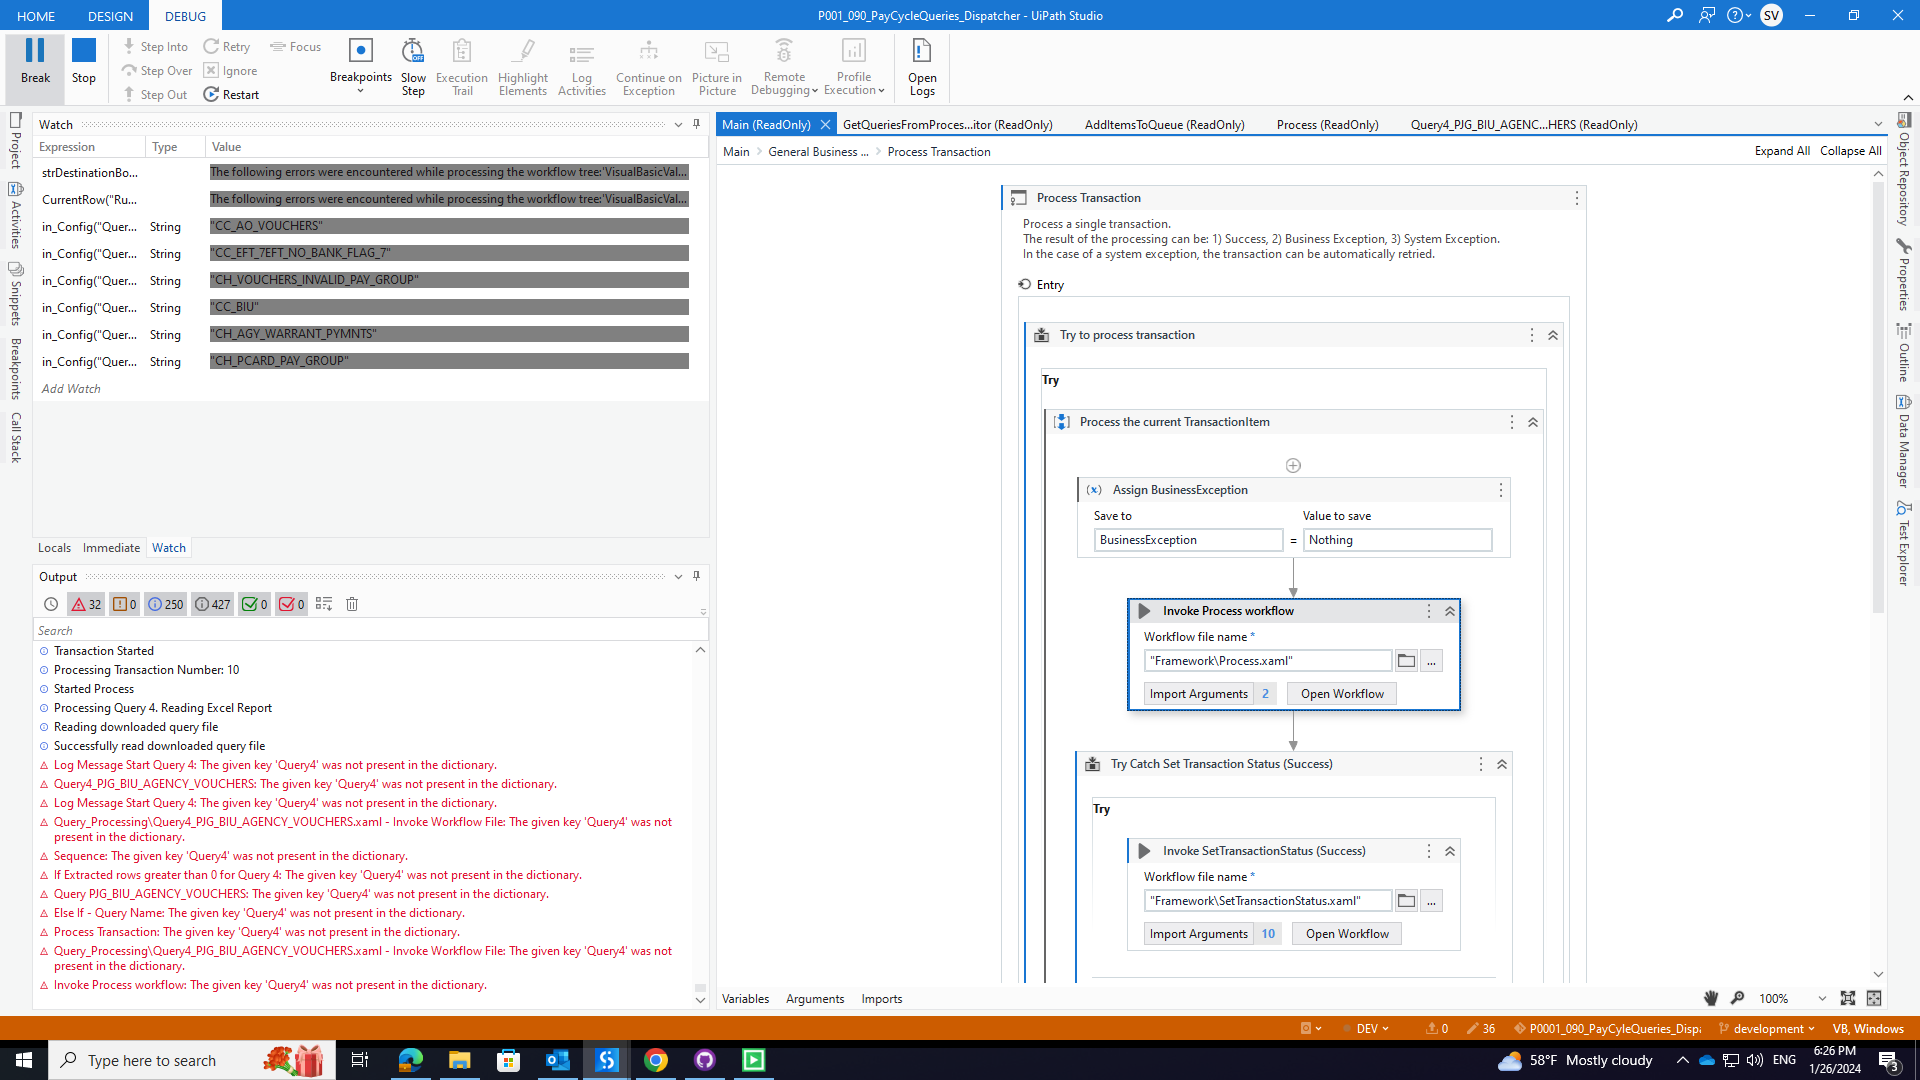 HOME DESIGN DEBUG
P001_090_PayCycleQueries_Dispatcher - UiPath Studio
SV
Break
Stop
Step Into
Step Over
Step Out
Retry
Ignore
Restart
Focus
Breakpoints
Slow Step
Execution Trail
Highlight Elements
Log Activities
Continue on Exception
Picture in Picture
Remote Debugging
Profile Execution
Open Logs
Project
Activities
Snippets
Breakpoints
Call Stack
Watch
Expression Type Value
strDestinationBo... The following errors were encountered while processing the workflow tree:'VisualBasicVal...
CurrentRow("Ru... The following errors were encountered while processing the workflow tree:'VisualBasicVal...
in_Config("Quer... String "CC_AO_VOUCHERS"
in_Config("Quer... String "CC_EFT_7EFT_NO_BANK_FLAG_7"
in_Config("Quer... String "CH_VOUCHERS_INVALID_PAY_GROUP"
in_Config("Quer... String "CC_BIU"
in_Config("Quer... String "CH_AGY_WARRANT_PYMNTS"
in_Config("Quer... String "CH_PCARD_PAY_GROUP"
Add Watch
Locals Immediate Watch
Output
32 0 250 427 0 0
Search
Transaction Started
Processing Transaction Number: 10
Started Process
Processing Query 4. Reading Excel Report
Reading downloaded query file
Successfully read downloaded query file
Log Message Start Query 4: The given key 'Query4' was not present in the dictionary.
Query4_PJG_BIU_AGENCY_VOUCHERS: The given key 'Query4' was not present in the dictionary.
Log Message Start Query 4: The given key 'Query4' was not present in the dictionary.
Query_Processing\Query4_PJG_BIU_AGENCY_VOUCHERS.xaml - Invoke Workflow File: The given key 'Query4' was not
present in the dictionary.
Sequence: The given key 'Query4' was not present in the dictionary.
If Extracted rows greater than 0 for Query 4: The given key 'Query4' was not present in the dictionary.
Query PJG_BIU_AGENCY_VOUCHERS: The given key 'Query4' was not present in the dictionary.
Else If - Query Name: The given key 'Query4' was not present in the dictionary.
Process Transaction: The given key 'Query4' was not present in the dictionary.
Query_Processing\Query4_PJG_BIU_AGENCY_VOUCHERS.xaml - Invoke Workflow File: The given key 'Query4' was not
present in the dictionary.
Invoke Process workflow: The given key 'Query4' was not present in the dictionary.
Main (ReadOnly) GetQueriesFromProces...itor (ReadOnly) AddItemsToQueue (ReadOnly) Process (ReadOnly) Query4_PJG_BIU_AGENC...HERS (ReadOnly)
Main General Business ... Process Transaction
Expand All Collapse All
Process Transaction
Process a single transaction.
The result of the processing can be: 1) Success, 2) Business Exception, 3) System Exception.
In the case of a system exception, the transaction can be automatically retried.
Entry
Try to process transaction
Try
Process the current TransactionItem
(x) Assign BusinessException
Save to Value to save
BusinessException = Nothing
Invoke Process workflow
Workflow file name *
"Framework\Process.xaml" ...
Import Arguments 2 Open Workflow
Try Catch Set Transaction Status (Success)
Try
Invoke SetTransactionStatus (Success)
Workflow file name *
"Framework\SetTransactionStatus.xaml" ...
Import Arguments 10 Open Workflow
Variables Arguments Imports
100%
Object Repository
Properties
Outline
Data Manager
Test Explorer
DEV 0 36 P0001_090_PayCyleQueries_Dispa development VB, Windows
Type here to search
58°F Mostly cloudy
ENG
6:26 PM
1/26/2024
3